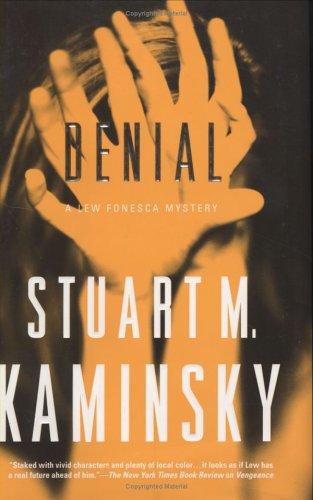 DENIAL
A LEW FONESCA MYSTERY
STUART M.
KAMINSKY
"Staked with vivid characters and plenty of local color...it looks as if Lew has
a real future ahead of him."—The New York Times Book Review on Vengeance